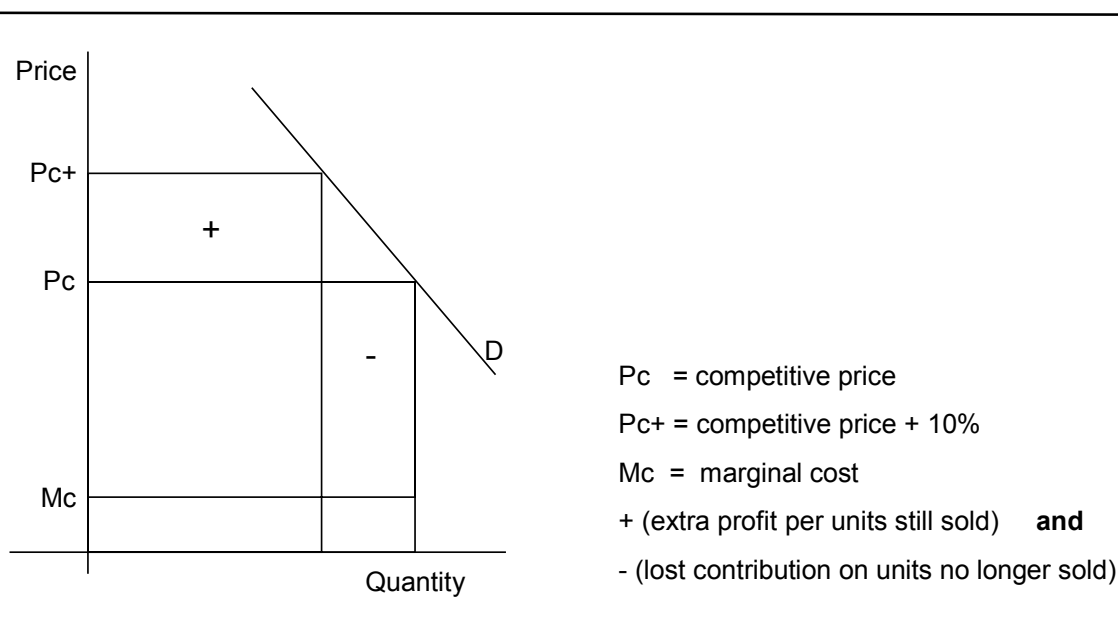 Price
Pc+
+
Pc
-
D
Mc
Quantity
Pc = competitive price
Pc+ = competitive price + 10%
Mc = marginal cost
+ (extra profit per units still sold) and
- (lost contribution on units no longer sold)